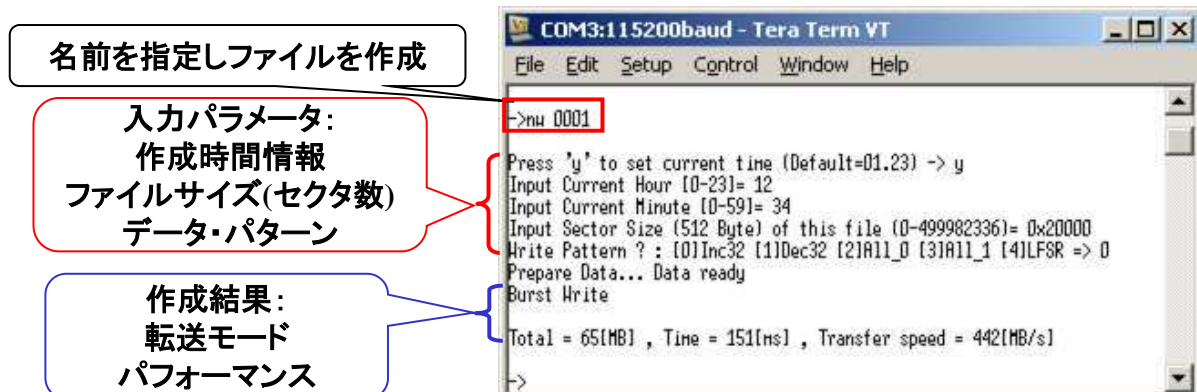 名前を指定しファイルを作成
入力パラメータ:
作成時間情報
ファイルサイズ(セクタ数)
データ・パターン
作成結果:
転送モード
パフォーマンス
COM3:115200baud - Tera Term VT
File Edit Setup Control Window Help
->nw 0001
Press 'y' to set current time (Default=01.23) -> y
Input Current Hour [0-23]= 12
Input Current Minute [0-59]= 34
Input Sector Size (512 Byte) of this file (0-499982336)= 0x20000
Write Pattern ? : [0]Inc32 [1]Dec32 [2]All_0 [3]All_1 [4]LFSR => 0
Prepare Data... Data ready
Burst Write
Total = 65[MB] , Time = 151[ms] , Transfer speed = 442[MB/s]
->